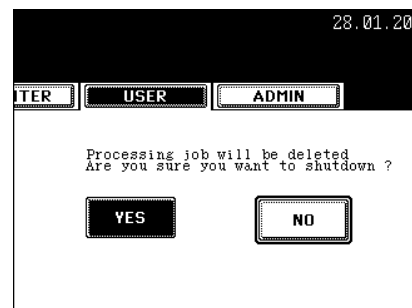 28.01.20
USER
ADMIN
Processing job will be deleted
Are you sure you want to shutdown ?
YES
NO